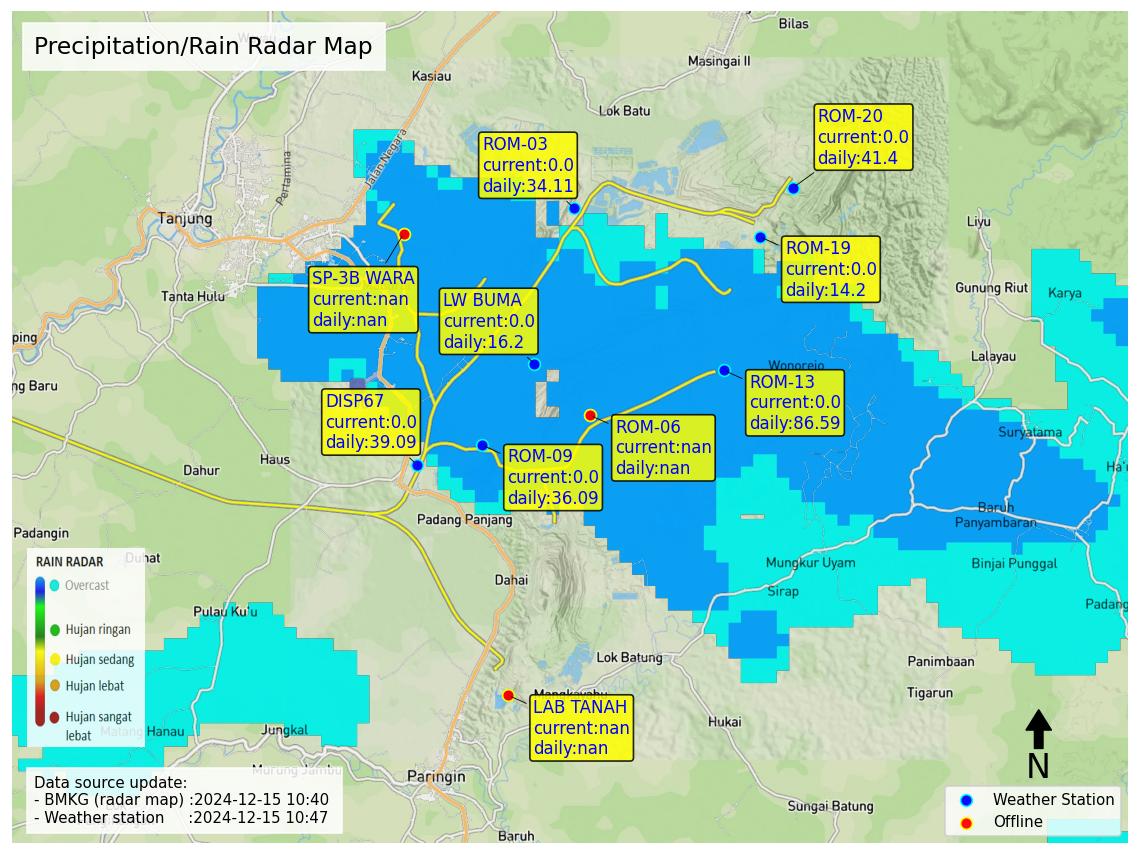 Precipitation/Rain Radar Map
Bilas
Masingai II
Kasiau
Lok Batu
ROM-20
current:0.0
daily:41.4
ROM-03
current:0.0
daily:34.11
Jalan Negara
Pertamina
Tanjung
Liyu
ROM-19
current:0.0
daily:14.2
SP-3B WARA
current:nan
daily:nan
LW BUMA
current:0.0
daily:16.2
Tanta Hulu
Gunung Riut
Karya
ping
Lalayau
Wonorejo
ng Baru
ROM-13
current:0.0
daily:86.59
DISP67
current:0.0
daily:39.09
ROM-06
current:nan
daily:nan
Suryatama
ROM-09
current:0.0
daily:36.09
Haus
Dahur
Ha'u
Baruh
Panyambaran
Padang Panjang
Padangin
Duhat
Mungkur Uyam
Binjai Punggal
RAIN RADAR
Overcast
Hujan ringan
Hujan sedang
Hujan lebat
Hujan sangat
lebat
Dahai
Sirap
Padang
Pulau Ku'u
Lok Batung
Panimbaan
Tigarun
Mangkayahu
LAB TANAH
current:nan
daily:nan
Hukai
Matang Hanau
Jungkal
Murung Jambu
Paringin
N
Data source update:
- BMKG (radar map) :2024-12-15 10:40
- Weather station :2024-12-15 10:47
Sungai Batung
Weather Station
Offline
Baruh